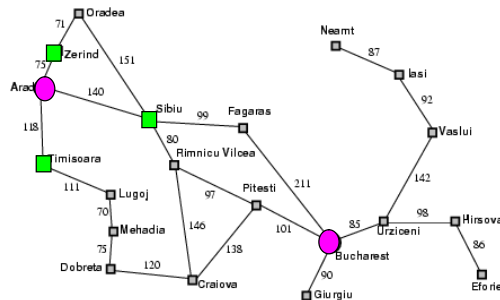 Oradea
71
Neamt
Zerind
87
75
151
Iasi
Arad
140
92
Sibiu
99
Fagaras
118
Vaslui
80
Rimnicu Vilcea
Timisoara
111
97
Pitesti
211
142
Lugoj
70
146
101
85
98
Hirsova
Mehadia
138
Urziceni
75
Bucharest
86
120
90
Dobreta
Craiova
Giurgiu
Eforie